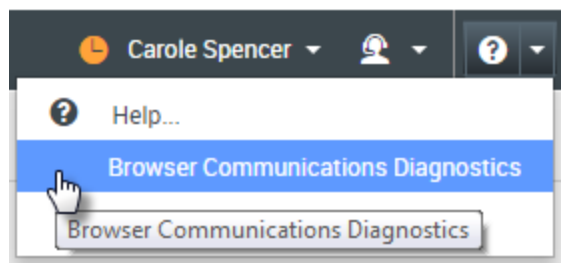 Carole Spencer
Help...
Browser Communications Diagnostics
Browser Communications Diagnostics